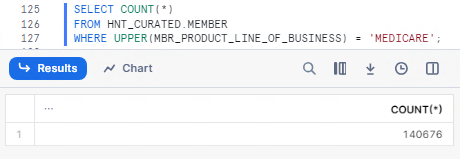 125 SELECT COUNT(*)
126 FROM HNT_CURATED.MEMBER
127 WHERE UPPER(MBR_PRODUCT_LINE_OF_BUSINESS) = 'MEDICARE';
Results Chart
... COUNT(*)
1 140676